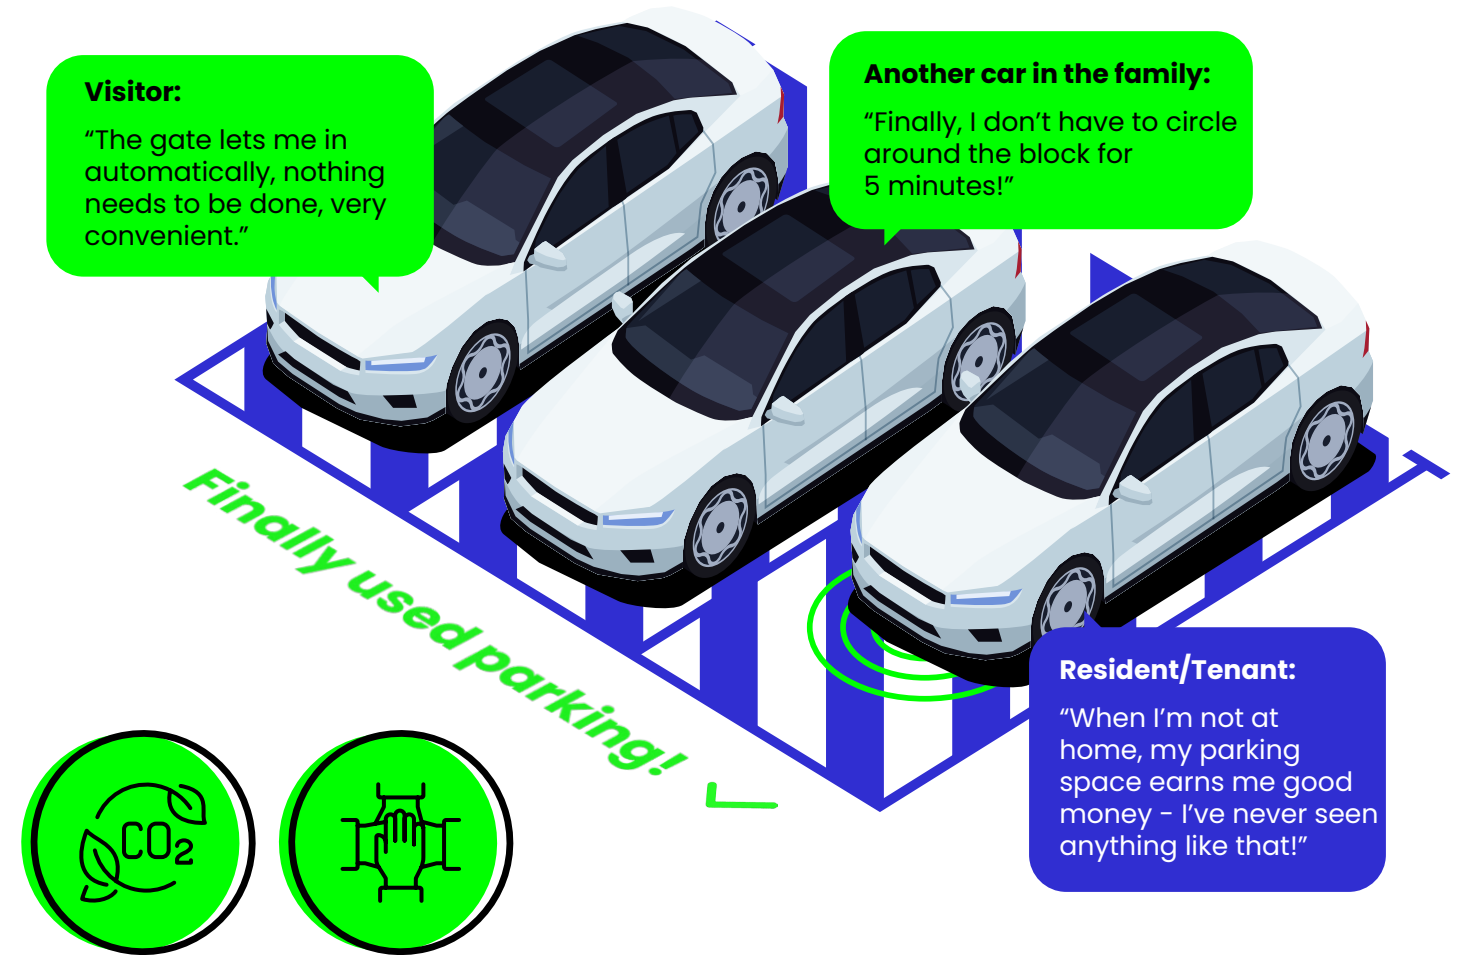 Visitor:
“The gate lets me in
automatically, nothing
needs to be done, very
convenient.”
Another car in the family:
“Finally, I don’t have to circle
around the block for
5 minutes!”
Finally used parking!
Resident/Tenant:
“When I’m not at
home, my parking
space earns me good
money - I’ve never seen
anything like that!”
CO2